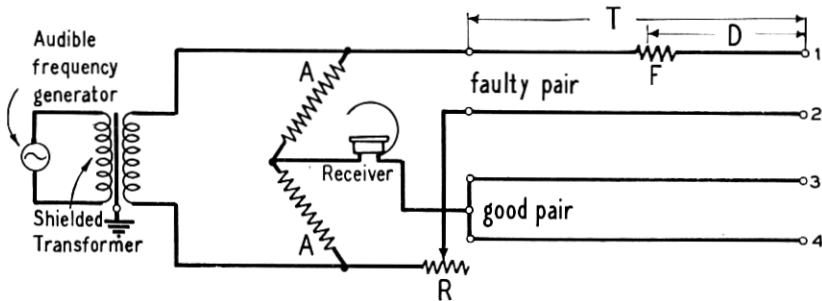 Audible
frequency
generator
Shielded
Transformer
A
A
Receiver
R
T
D
F
faulty pair
good pair
1
2
3
4